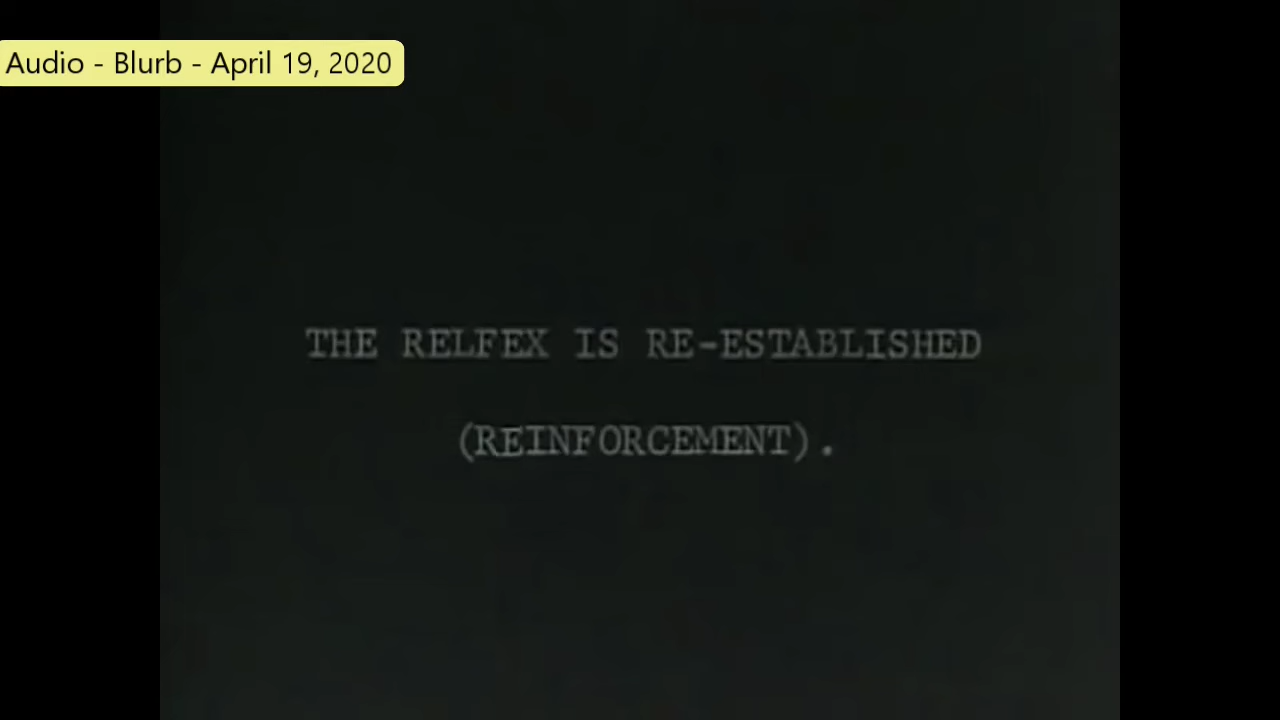 Audio - Blurb - April 19, 2020
THE RELFEX IS RE-ESTABLISHED
(REINFORCEMENT).